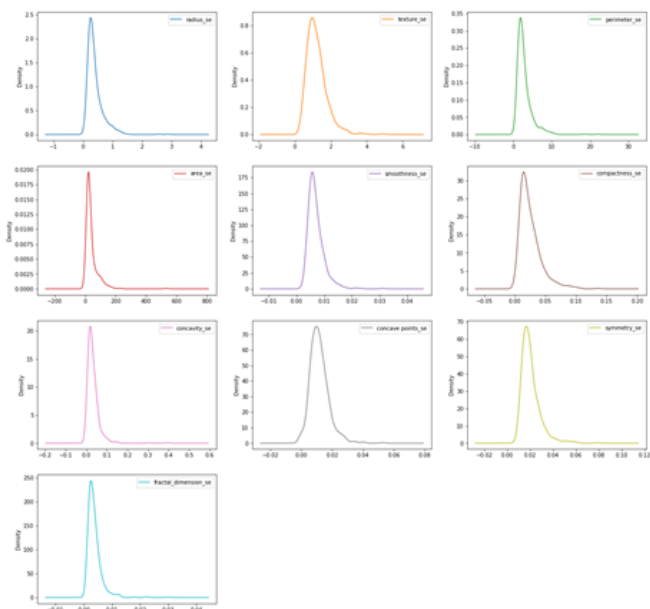 radius_se
texture_se
perimeter_se
2.5
2.0
1.5
1.0
0.5
0.0
Density
−1 0 1 2 3 4
0.8
0.6
0.4
0.2
0.0
Density
−2 0 2 4 6
0.35
0.30
0.25
0.20
0.15
0.10
0.05
0.00
Density
−10 0 10 20 30
area_se
smoothness_se
compactness_se
0.0200
0.0175
0.0150
0.0125
0.0100
0.0075
0.0050
0.0025
0.0000
Density
−200 0 200 400 600 800
175
150
125
100
75
50
25
0
Density
−0.01 0.00 0.01 0.02 0.03 0.04
30
25
20
15
10
5
0
Density
−0.05 0.00 0.05 0.10 0.15 0.20
concavity_se
concave points_se
symmetry_se
20
15
10
5
0
Density
−0.2 −0.1 0.0 0.1 0.2 0.3 0.4 0.5 0.6
70
60
50
40
30
20
10
0
Density
−0.02 0.00 0.02 0.04 0.06 0.08
70
60
50
40
30
20
10
0
Density
−0.02 0.00 0.02 0.04 0.06 0.08 0.10 0.12
fractal_dimension_se
250
200
150
100
50
0
Density